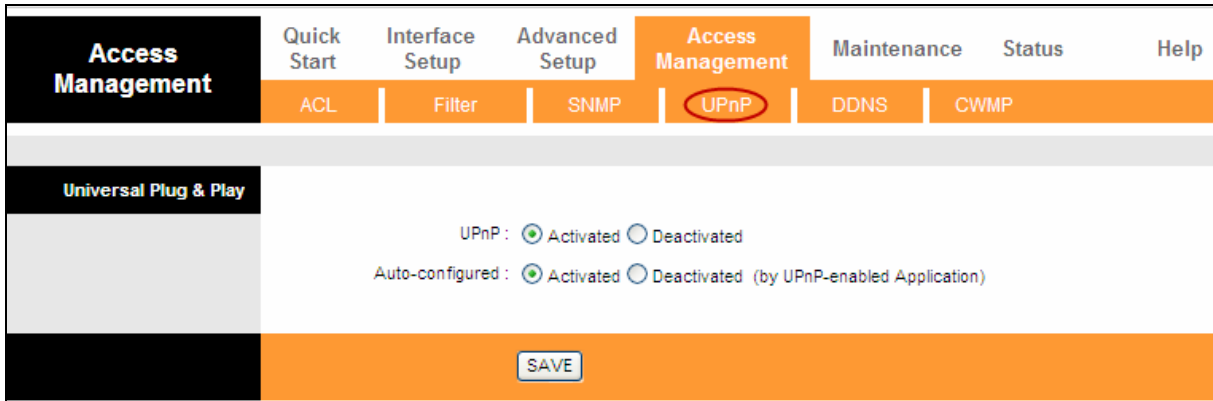 Access Management
Quick Start
Interface Setup
Advanced Setup
Access Management
Maintenance
Status
Help
ACL
Filter
SNMP
UPnP
DDNS
CWMP
Universal Plug & Play
UPnP : Activated Deactivated
Auto-configured : Activated Deactivated (by UPnP-enabled Application)
SAVE